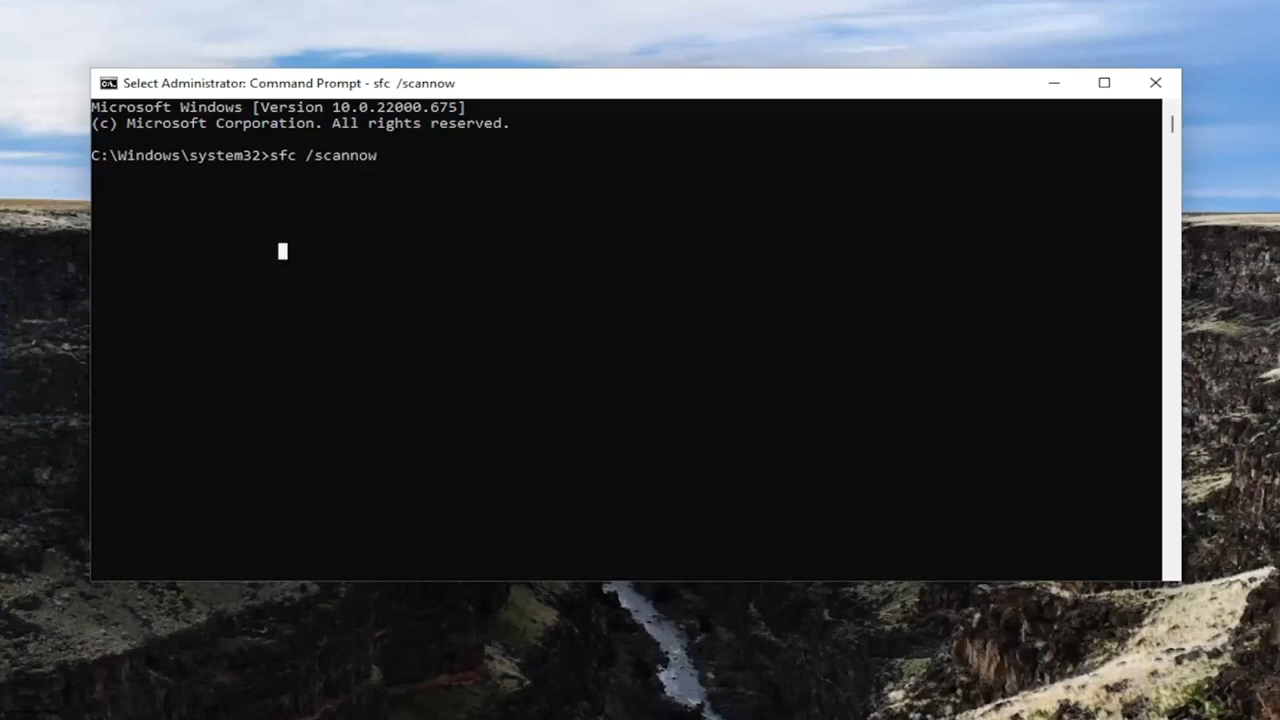 Select Administrator: Command Prompt - sfc  /scannow
Microsoft Windows [Version 10.0.22000.675]
(c) Microsoft Corporation. All rights reserved.
C:\Windows\system32>sfc /scannow